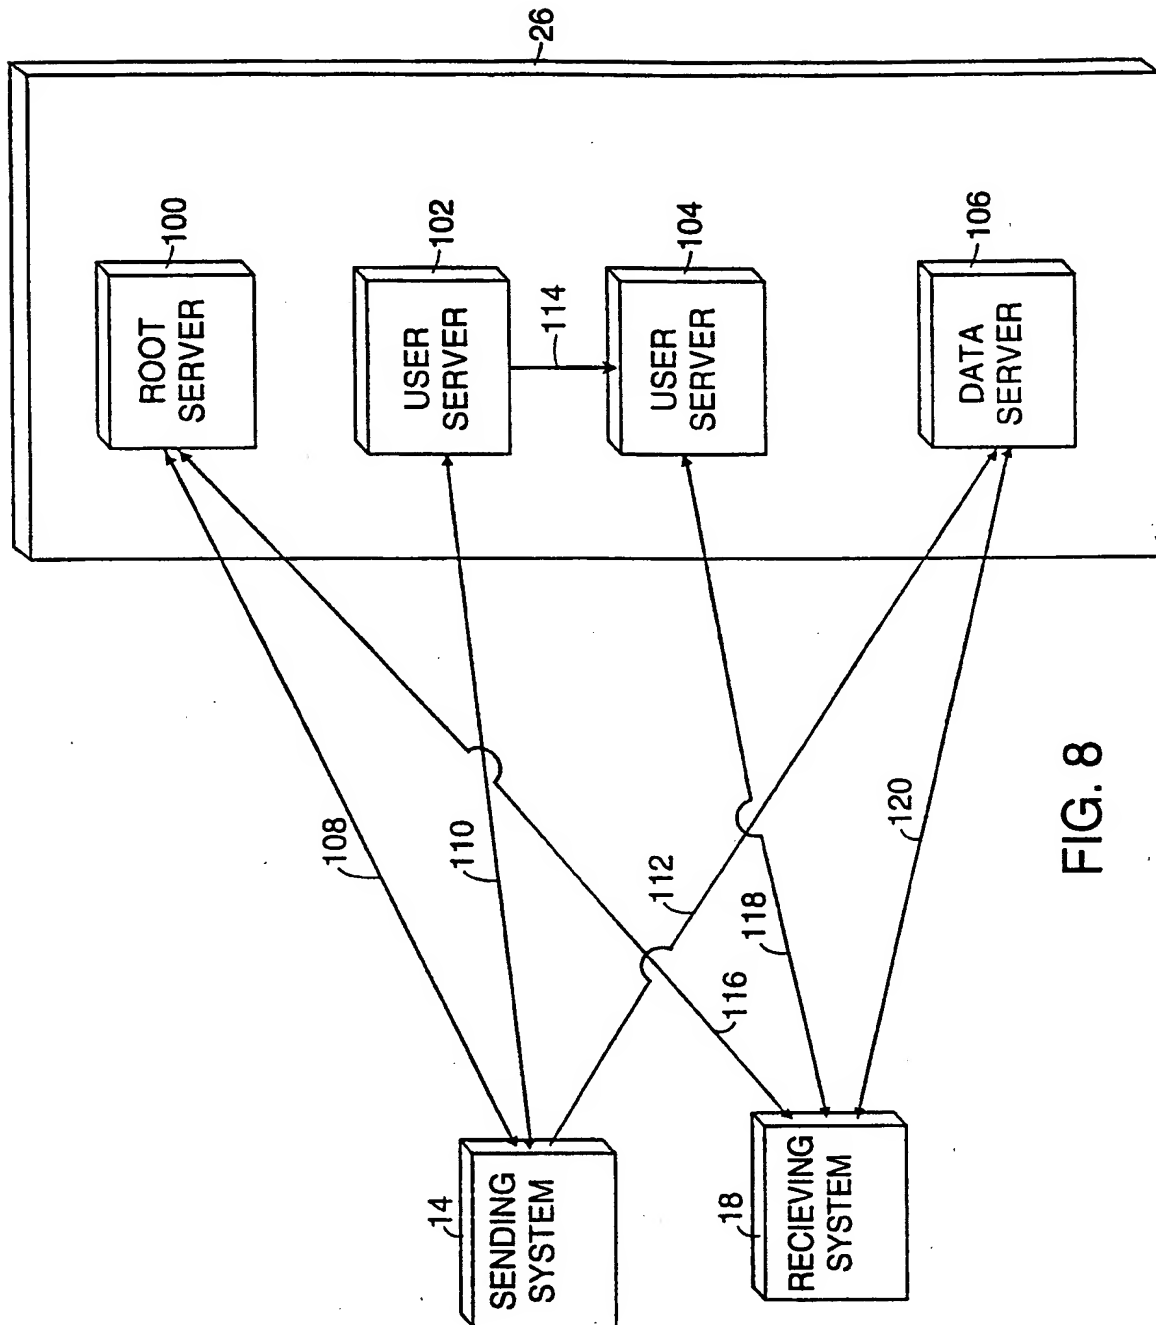 26
ROOT
SERVER
100
USER
SERVER
102
114
USER
SERVER
104
DATA
SERVER
106
108
110
112
116
118
120
SENDING
SYSTEM
14
RECIEVING
SYSTEM
18
FIG. 8